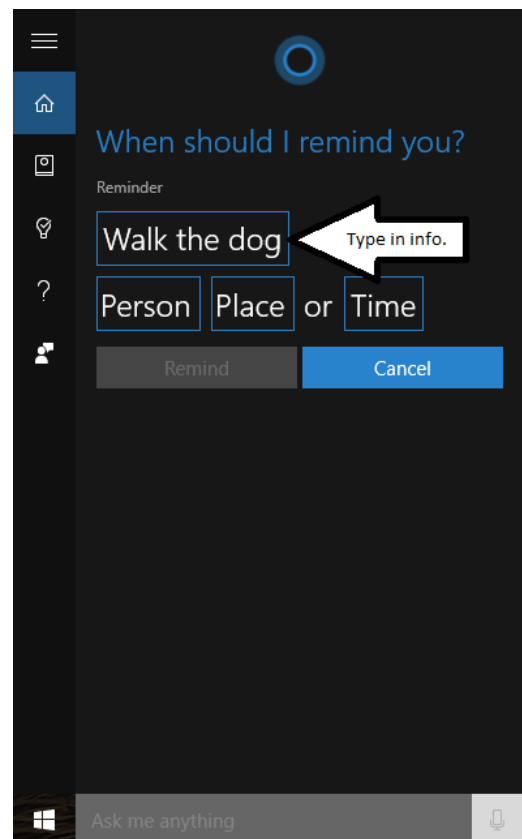 When should I remind you?
Reminder
Walk the dog
Type in info.
Person Place or Time
Remind Cancel
Ask me anything